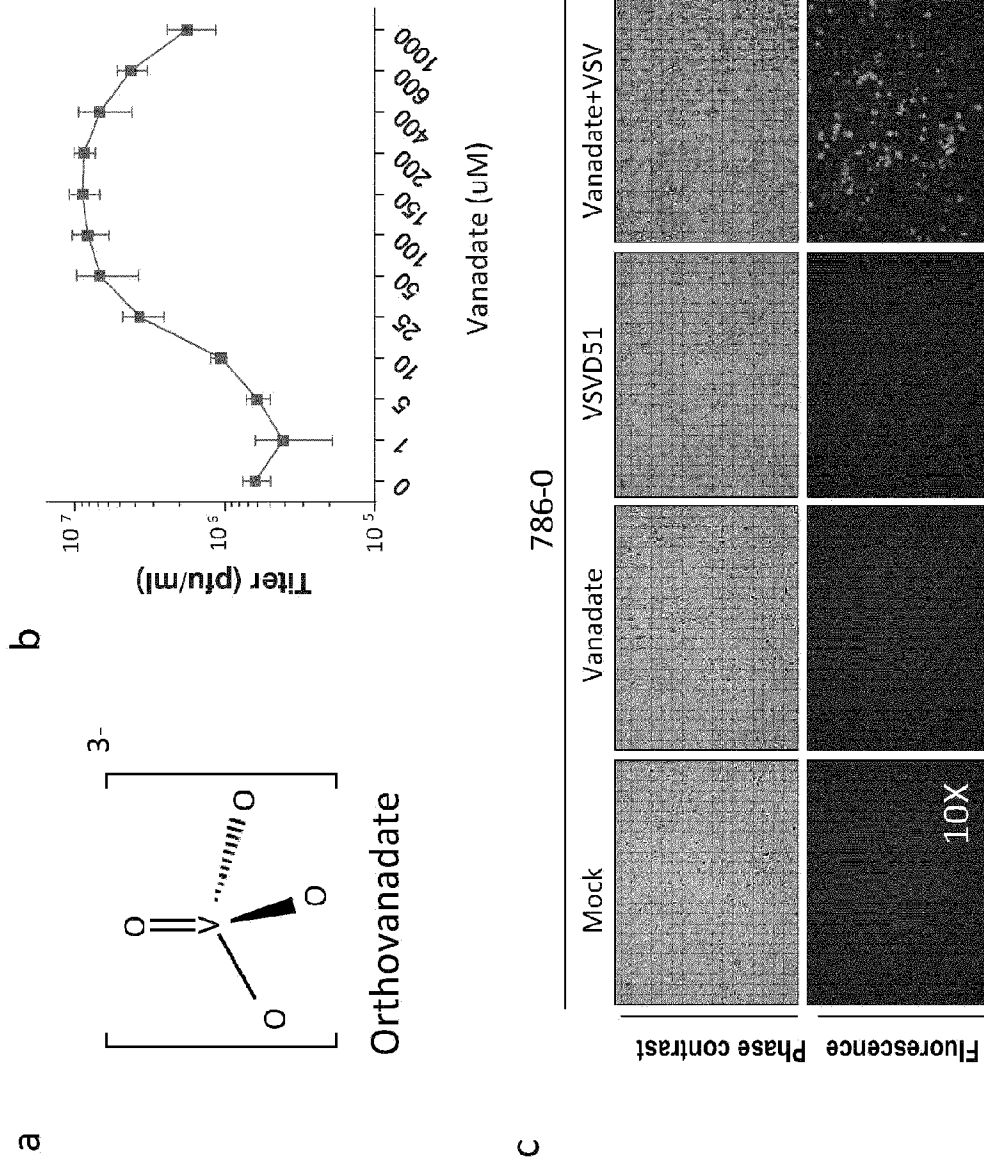 a
3-
O
V
O
O
O
Orthovanadate
b
Titer (pfu/ml)
10^7
10^6
10^5
0 1 5 10 25 50 100 150 200 400 600 1000
Vanadate (uM)
c
786-0
Mock Vanadate VSVD51 Vanadate+VSV
Phase contrast
Fluorescence
10X